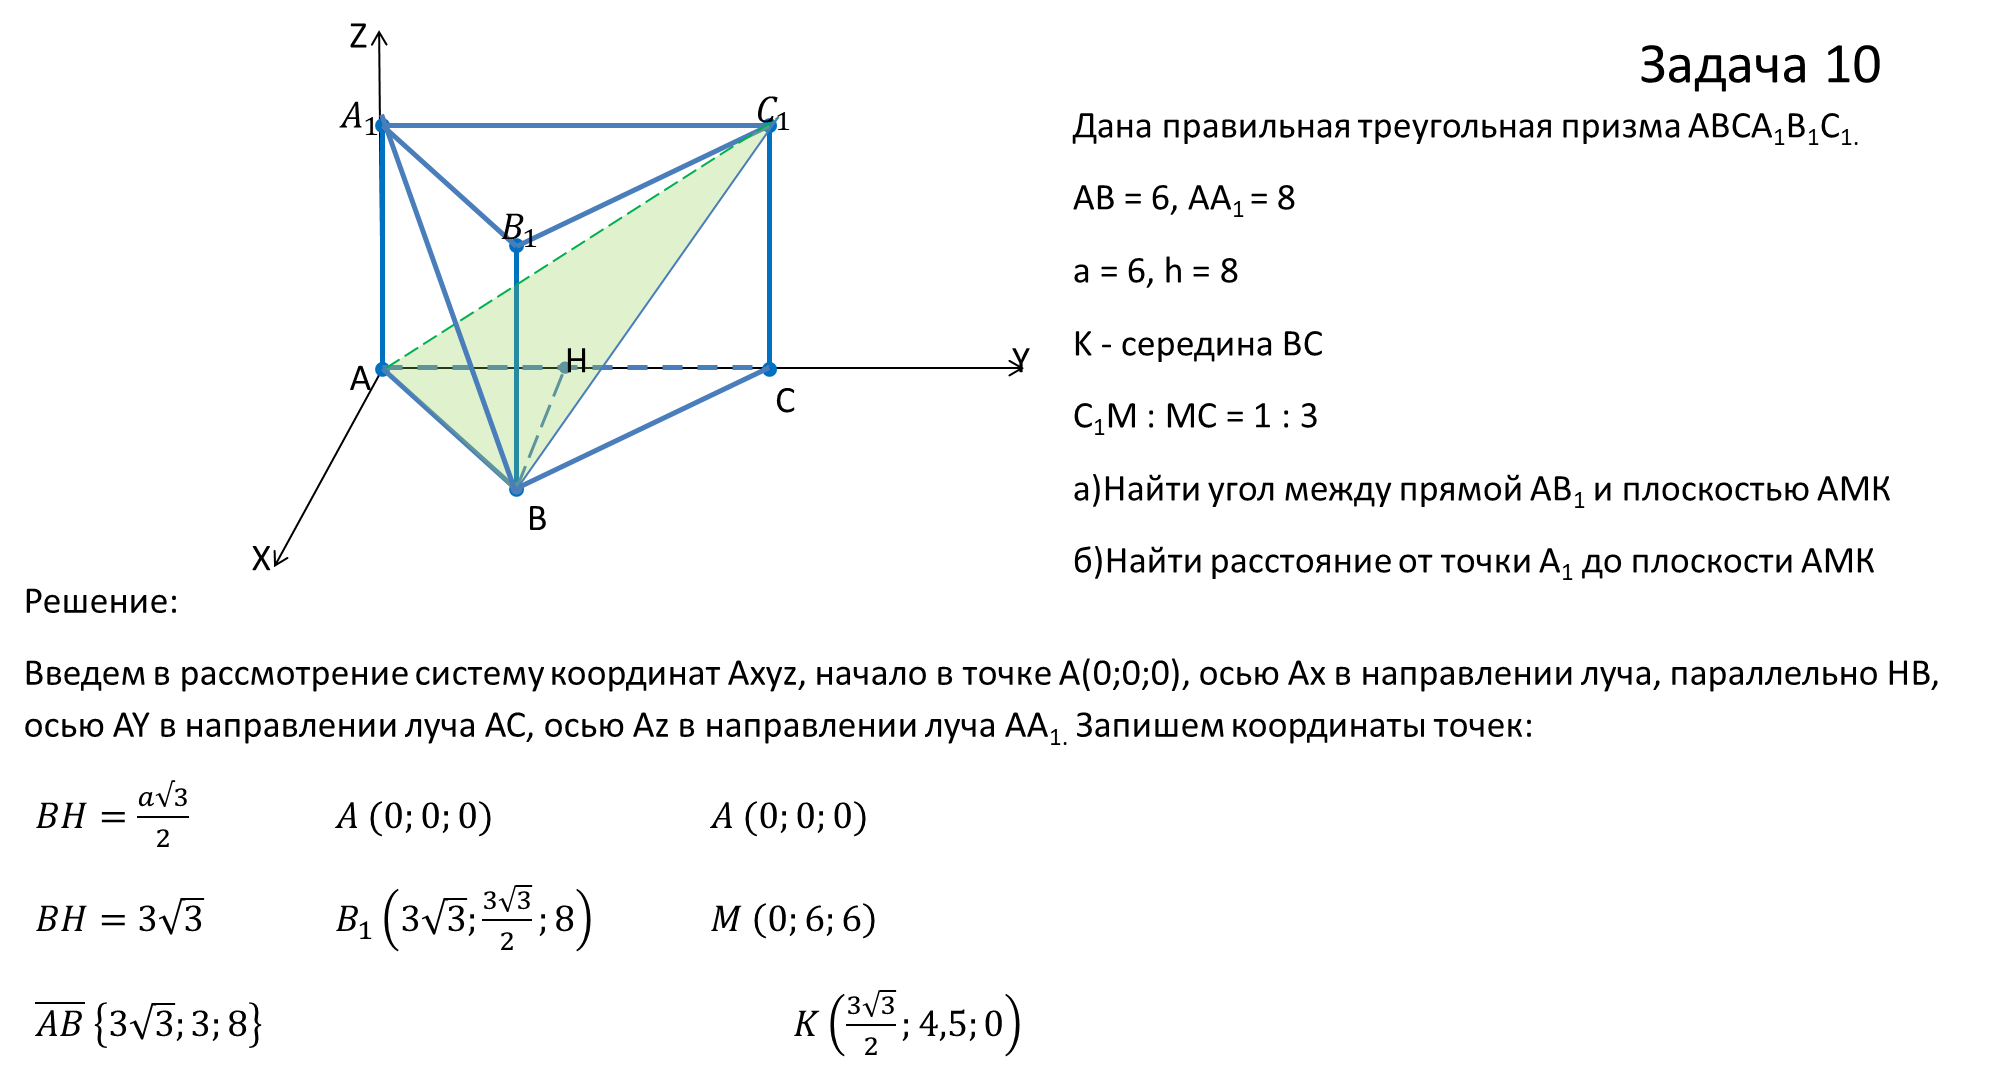 Задача 10
Z
A₁
C₁
B₁
A
H
Y
C
B
X
Дана правильная треугольная призма ABCA₁B₁C₁.
AB = 6, AA₁ = 8
a = 6, h = 8
K - середина BC
C₁M : MC = 1 : 3
а)Найти угол между прямой AB₁ и плоскостью АМК
б)Найти расстояние от точки A₁ до плоскости АМК
Решение:
Введем в рассмотрение систему координат Axyz, начало в точке A(0;0;0), осью Ax в направлении луча, параллельно HB,
осью AY в направлении луча AC, осью Az в направлении луча AA₁. Запишем координаты точек:
BH = a√3/2 A (0; 0; 0) A (0; 0; 0)
BH = 3√3 B₁ (3√3; 3√3/2; 8) M (0; 6; 6)
A̅B̅ {3√3; 3; 8} K (3√3/2; 4,5; 0)